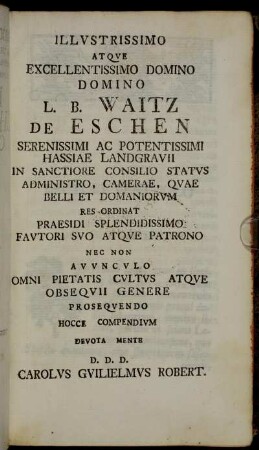 ILLVSTRISSIMO
ATQVE
EXCELLENTISSIMO DOMINO
DOMINO
L. B. WAITZ
DE ESCHEN
SERENISSIMI AC POTENTISSIMI
HASSIAE LANDGRAVII
IN SANCTIORE CONSILIO STATVS
ADMINISTRO, CAMERAE, QVAE
BELLI ET DOMANIORVM
RES ORDINAT
PRAESIDI SPLENDIDISSIMO
FAVTORI SVO ATQVE PATRONO
NEC NON
AVVNCVLO
OMNI PIETATIS CVLTVS ATQVE
OBSEQVII GENERE
PROSEQVENDO
HOCCE COMPENDIVM
DEVOTA MENTE
D. D. D.
CAROLVS GVILIELMVS ROBERT.